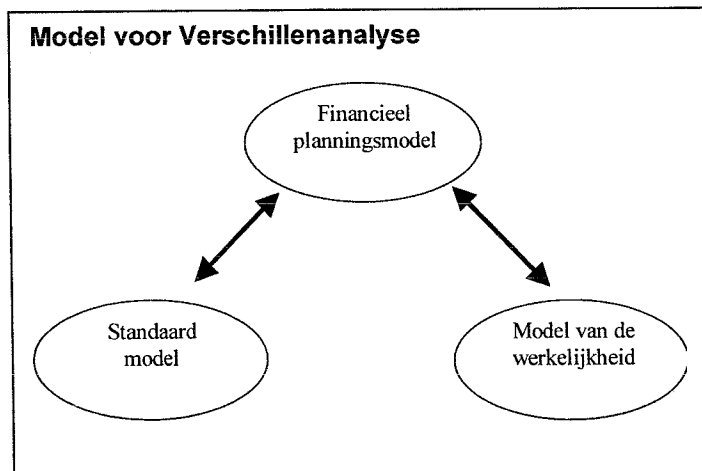 Model voor Verschillenanalyse
Financieel
planningsmodel
Standaard
model
Model van de
werkelijkheid